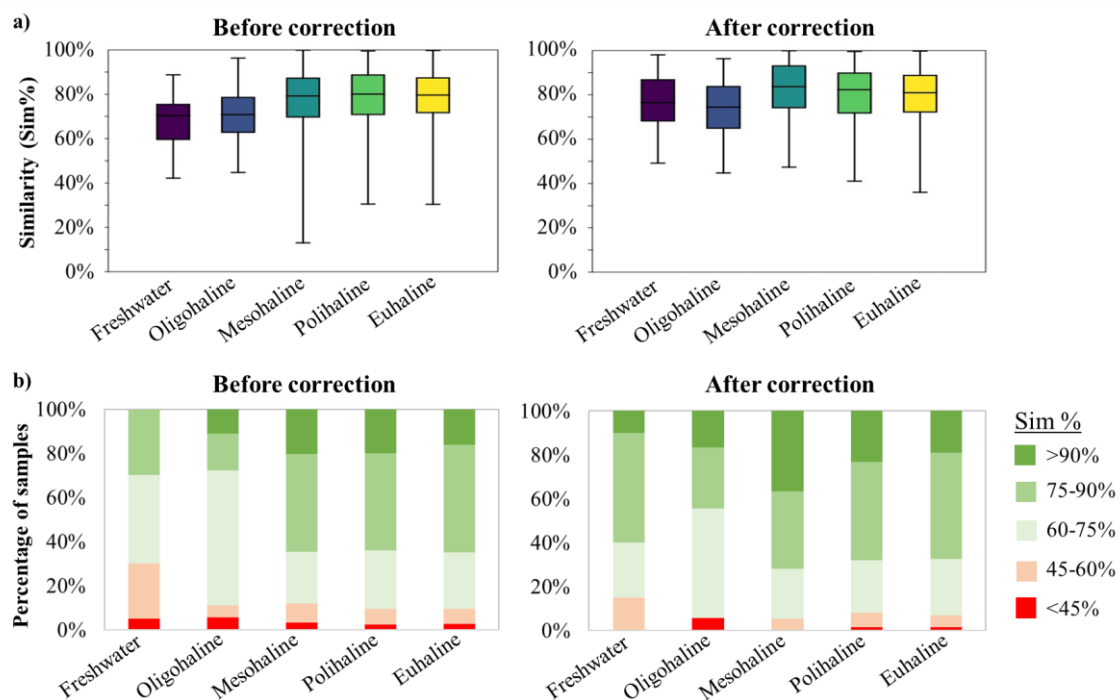 a)
Before correction
After correction
Similarity (Sim%)
100%
80%
60%
40%
20%
0%
Freshwater
Oligohaline
Mesohaline
Polihaline
Euhaline
100%
80%
60%
40%
20%
0%
Freshwater
Oligohaline
Mesohaline
Polihaline
Euhaline
b)
Before correction
After correction
Percentage of samples
100%
80%
60%
40%
20%
0%
Freshwater
Oligohaline
Mesohaline
Polihaline
Euhaline
100%
80%
60%
40%
20%
0%
Freshwater
Oligohaline
Mesohaline
Polihaline
Euhaline
Sim %
>90%
75-90%
60-75%
45-60%
<45%